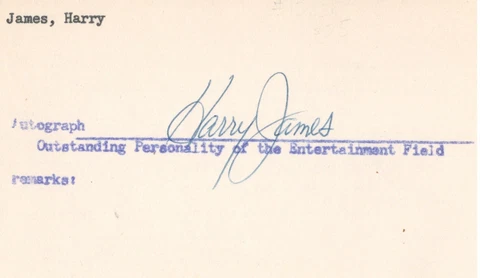 James, Harry
Autograph Harry James
Outstanding Personality of the Entertainment Field
remarks: